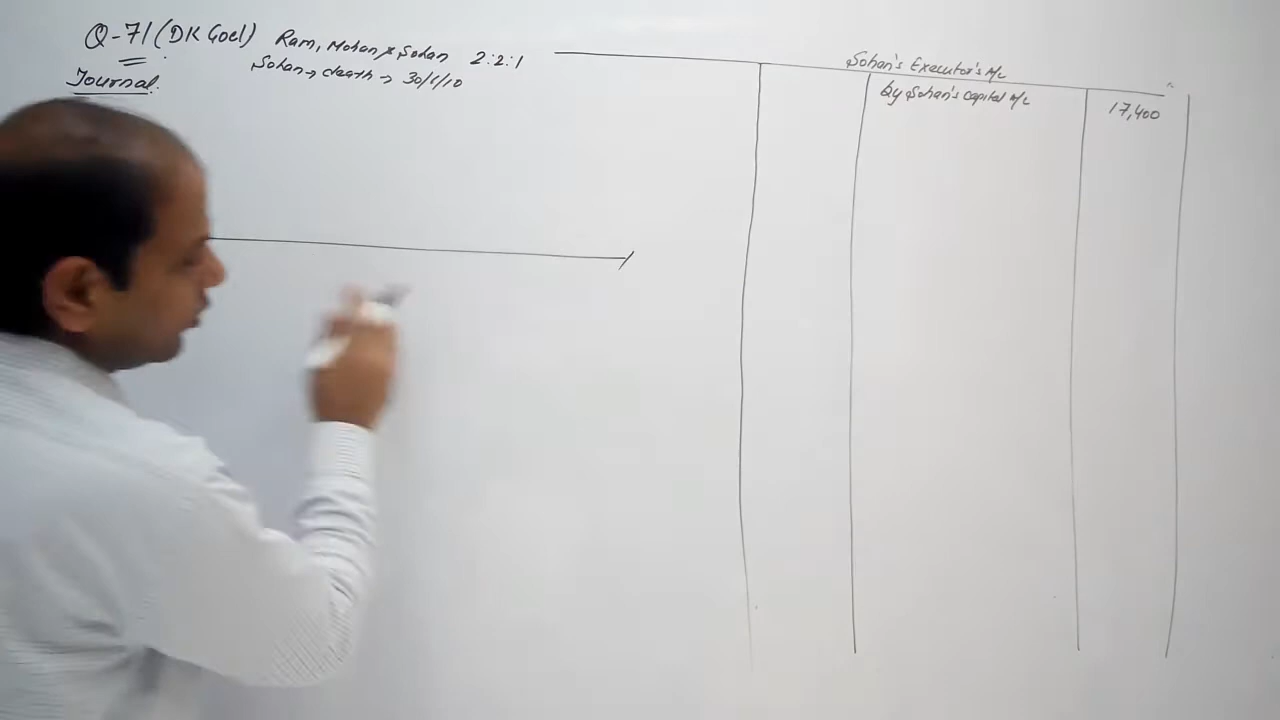 Q-71 (DK Goel) Ram, Mohan & Sohan 2:2:1
Sohan → death → 30/6/10
Journal.
Sohan's Executor's A/c
By Sohan's Capital A/c 17,400